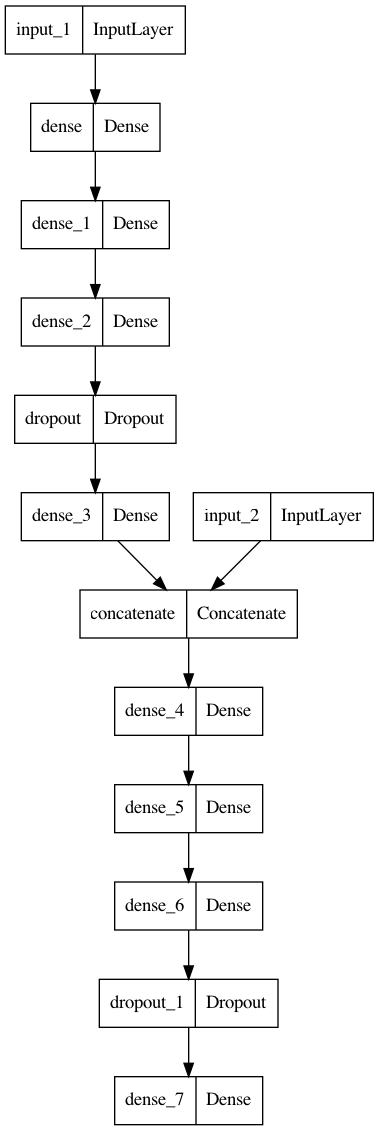 input_1 InputLayer
dense Dense
dense_1 Dense
dense_2 Dense
dropout Dropout
dense_3 Dense
input_2 InputLayer
concatenate Concatenate
dense_4 Dense
dense_5 Dense
dense_6 Dense
dropout_1 Dropout
dense_7 Dense